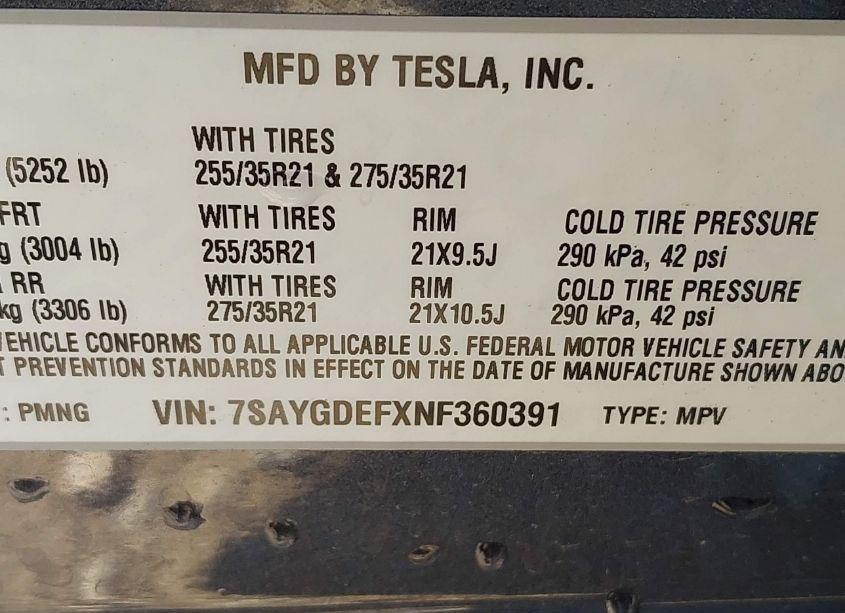 MFD BY TESLA, INC.
WITH TIRES
(5252 lb) 255/35R21 & 275/35R21
FRT WITH TIRES RIM COLD TIRE PRESSURE
g (3004 lb) 255/35R21 21X9.5J 290 kPa, 42 psi
RR WITH TIRES RIM COLD TIRE PRESSURE
kg (3306 lb) 275/35R21 21X10.5J 290 kPa, 42 psi
VEHICLE CONFORMS TO ALL APPLICABLE U.S. FEDERAL MOTOR VEHICLE SAFETY AN
T PREVENTION STANDARDS IN EFFECT ON THE DATE OF MANUFACTURE SHOWN ABO
: PMNG VIN: 7SAYGDEFXNF360391 TYPE: MPV